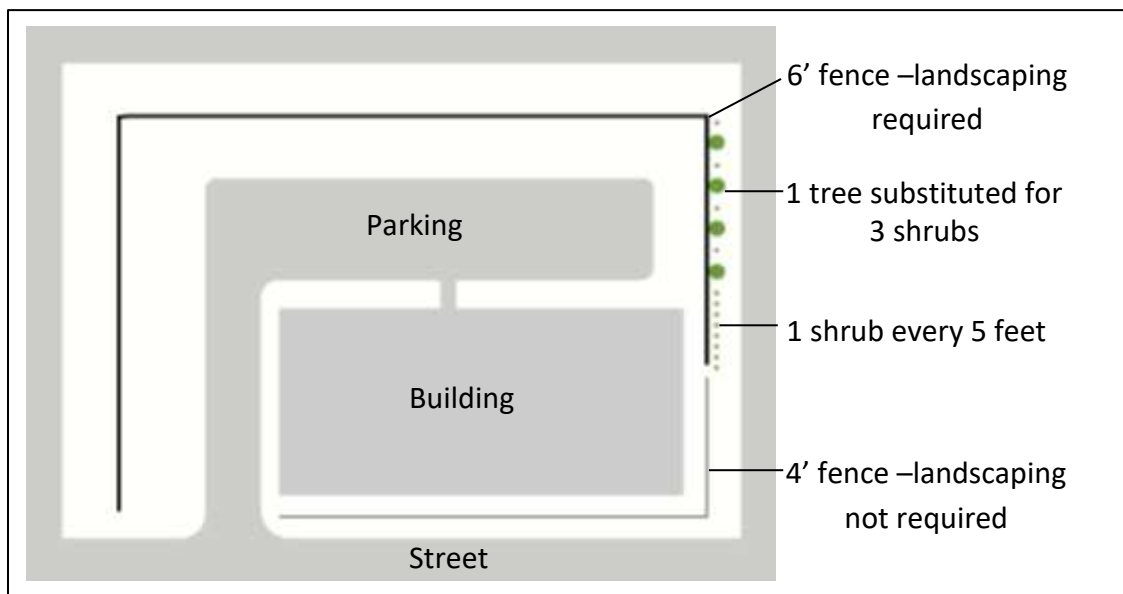 6’ fence –landscaping
required
1 tree substituted for
3 shrubs
Parking
1 shrub every 5 feet
Building
4’ fence –landscaping
not required
Street